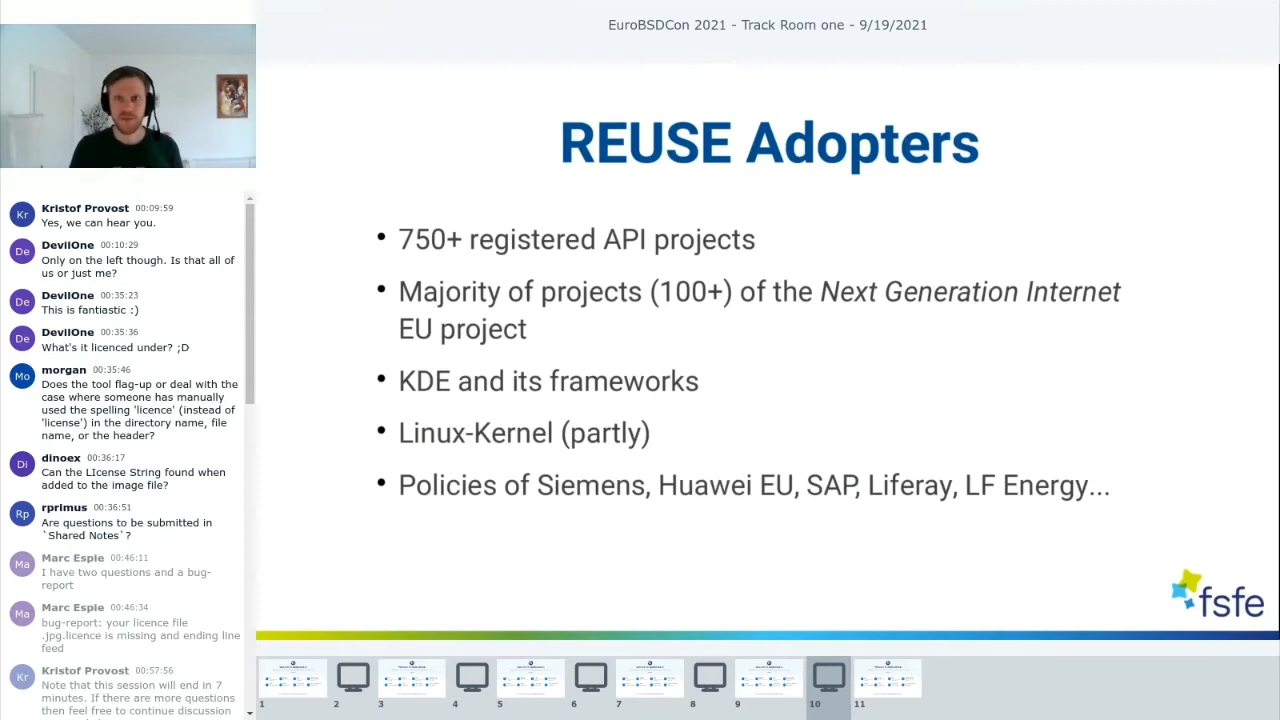 EuroBSDCon 2021 - Track Room one - 9/19/2021
Kr
Kristof Provost 00:09:59
Yes, we can hear you.
De
DevilOne 00:10:29
Only on the left though. Is that all of
us or just me?
De
DevilOne 00:35:23
This is fantiastic :)
De
DevilOne 00:35:36
What's it licenced under? ;D
Mo
morgan 00:35:46
Does the tool flag-up or deal with the
case where someone has manually
used the spelling 'licence' (instead of
'license') in the directory name, file
name, or the header?
Di
dinoex 00:36:17
Can the LIcense String found when
added to the image file?
Rp
rprimus 00:36:51
Are questions to be submitted in
`Shared Notes`?
Ma
Marc Espie 00:46:11
I have two questions and a bug-
report
Ma
Marc Espie 00:46:34
bug-report: your licence file
.jpg.licence is missing and ending line
feed
Kr
Kristof Provost 00:57:56
Note that this session will end in 7
minutes. If there are more questions
then feel free to continue discussion
REUSE Adopters
• 750+ registered API projects
• Majority of projects (100+) of the Next Generation Internet
EU project
• KDE and its frameworks
• Linux-Kernel (partly)
• Policies of Siemens, Huawei EU, SAP, Liferay, LF Energy...
fsfe
1 2 3 4 5 6 7 8 9 10 11